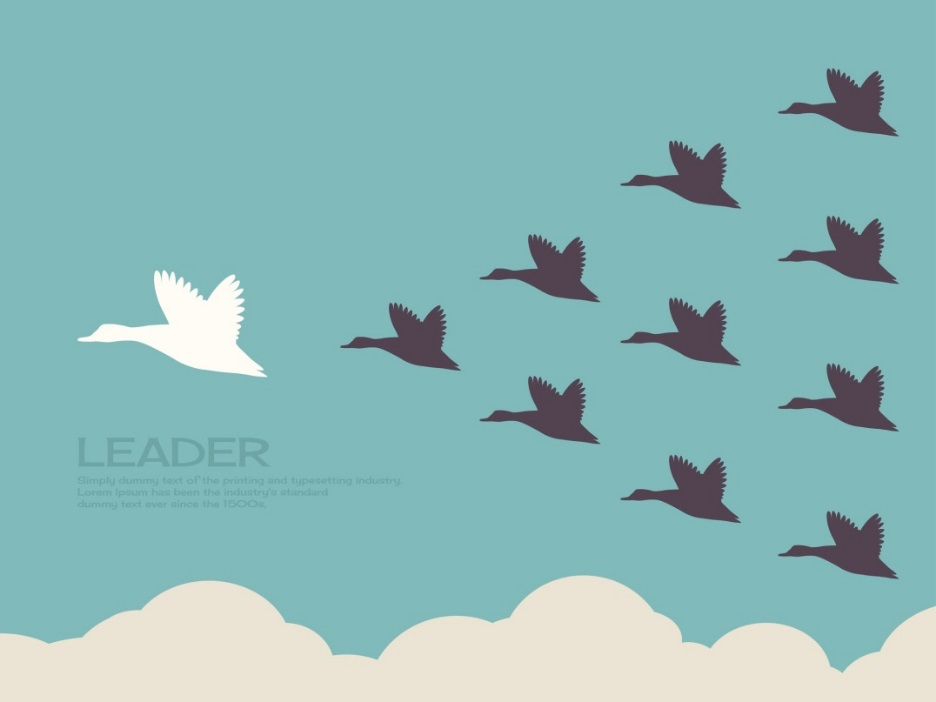 LEADER
Simply dummy text of the printing and typesetting industry.
Lorem Ipsum has been the industry's standard
dummy text ever since the 1500s,